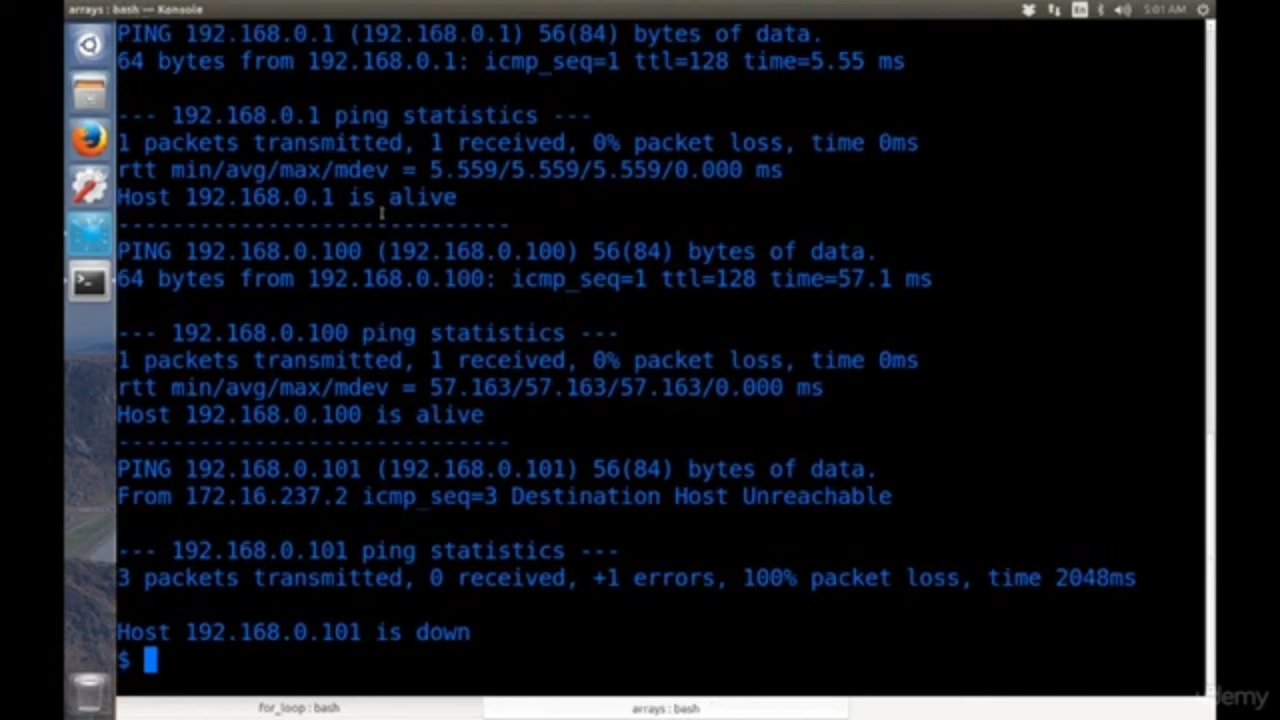 arrays : bash — Konsole
En
5:01 AM
PING 192.168.0.1 (192.168.0.1) 56(84) bytes of data.
64 bytes from 192.168.0.1: icmp_seq=1 ttl=128 time=5.55 ms
--- 192.168.0.1 ping statistics ---
1 packets transmitted, 1 received, 0% packet loss, time 0ms
rtt min/avg/max/mdev = 5.559/5.559/5.559/0.000 ms
Host 192.168.0.1 is alive
-----------------------------
PING 192.168.0.100 (192.168.0.100) 56(84) bytes of data.
64 bytes from 192.168.0.100: icmp_seq=1 ttl=128 time=57.1 ms
--- 192.168.0.100 ping statistics ---
1 packets transmitted, 1 received, 0% packet loss, time 0ms
rtt min/avg/max/mdev = 57.163/57.163/57.163/0.000 ms
Host 192.168.0.100 is alive
-----------------------------
PING 192.168.0.101 (192.168.0.101) 56(84) bytes of data.
From 172.16.237.2 icmp_seq=3 Destination Host Unreachable
--- 192.168.0.101 ping statistics ---
3 packets transmitted, 0 received, +1 errors, 100% packet loss, time 2048ms
Host 192.168.0.101 is down
$
for_loop : bash
arrays : bash
udemy